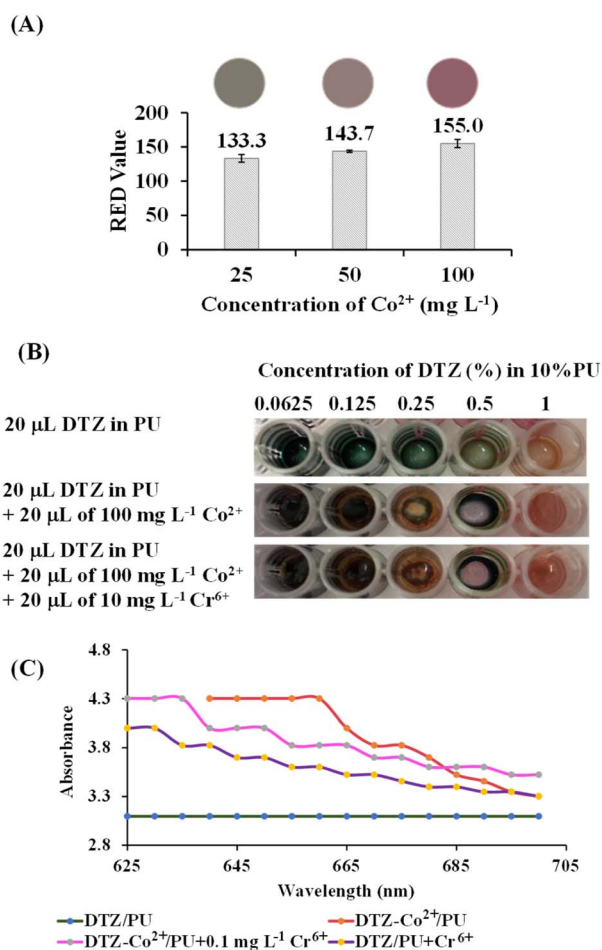 (A)
200
150
100
50
0
RED Value
133.3
143.7
155.0
25 50 100
Concentration of Co²⁺ (mg L⁻¹)
(B)
Concentration of DTZ (%) in 10%PU
0.0625 0.125 0.25 0.5 1
20 μL DTZ in PU
20 μL DTZ in PU
+ 20 μL of 100 mg L⁻¹ Co²⁺
20 μL DTZ in PU
+ 20 μL of 100 mg L⁻¹ Co²⁺
+ 20 μL of 10 mg L⁻¹ Cr⁶⁺
(C)
4.8
4.3
3.8
3.3
2.8
Absorbance
625 645 665 685 705
Wavelength (nm)
DTZ/PU
DTZ-Co²⁺/PU
DTZ-Co²⁺/PU+0.1 mg L⁻¹ Cr⁶⁺
DTZ/PU+Cr⁶⁺